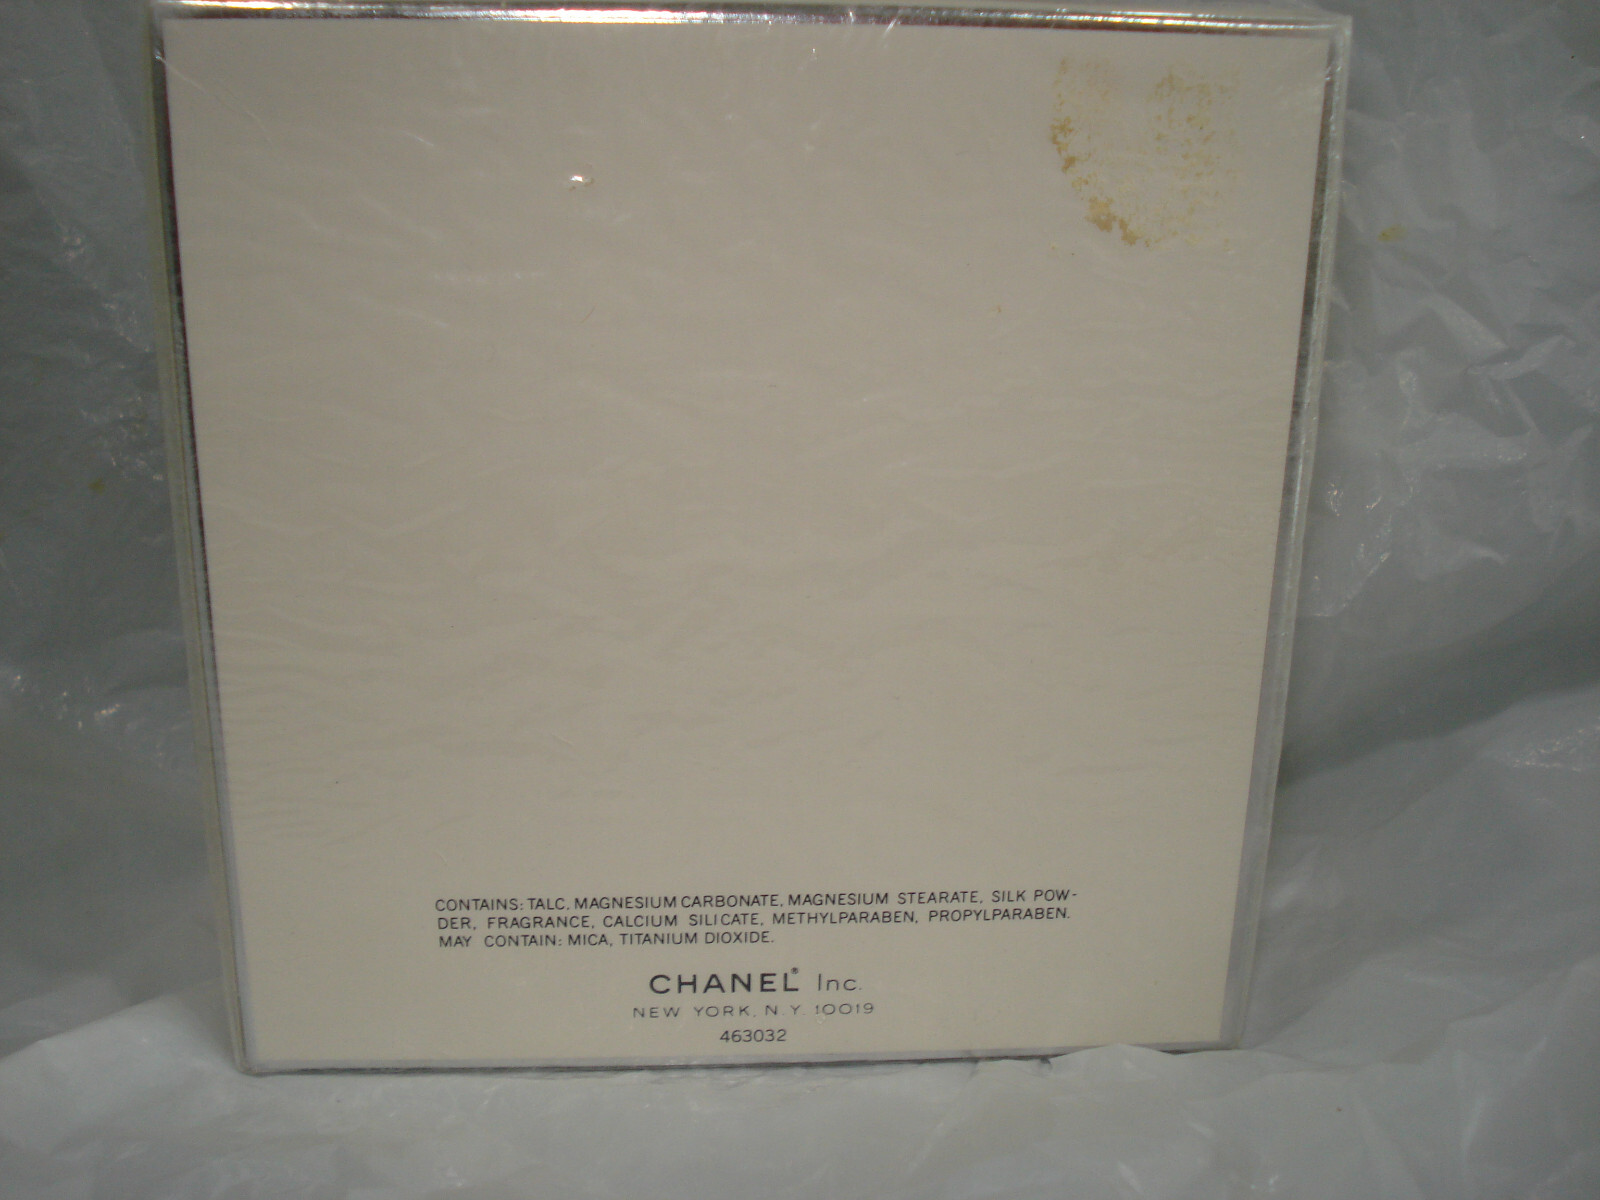 CONTAINS: TALC, MAGNESIUM CARBONATE, MAGNESIUM STEARATE, SILK POW-
DER, FRAGRANCE, CALCIUM SILICATE, METHYLPARABEN, PROPYLPARABEN.
MAY CONTAIN: MICA, TITANIUM DIOXIDE.
CHANEL® Inc.
NEW YORK, N.Y. 10019
463032